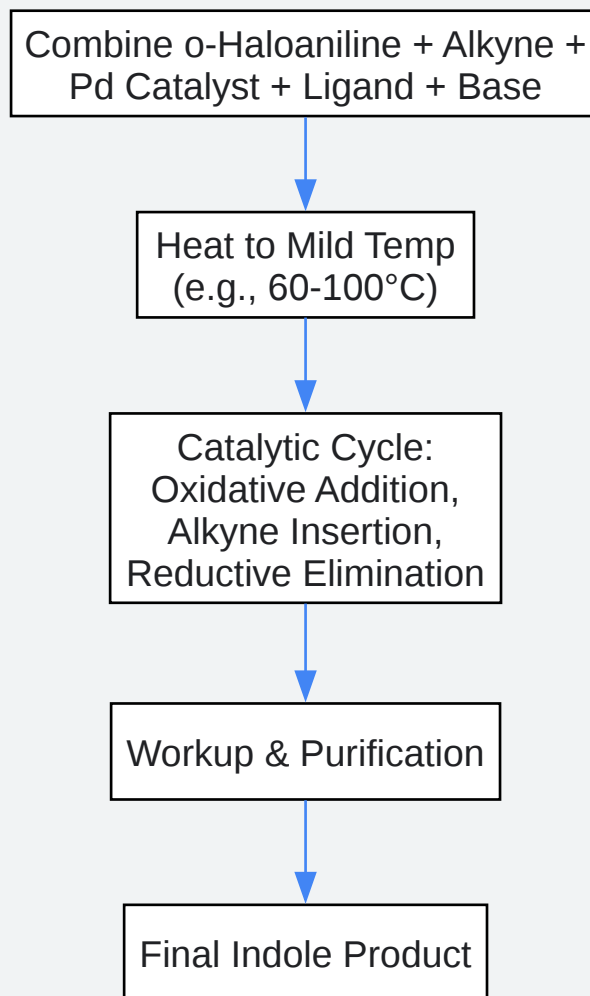 Combine o-Haloaniline + Alkyne +
Pd Catalyst + Ligand + Base
Heat to Mild Temp
(e.g., 60-100°C)
Catalytic Cycle:
Oxidative Addition,
Alkyne Insertion,
Reductive Elimination
Workup & Purification
Final Indole Product